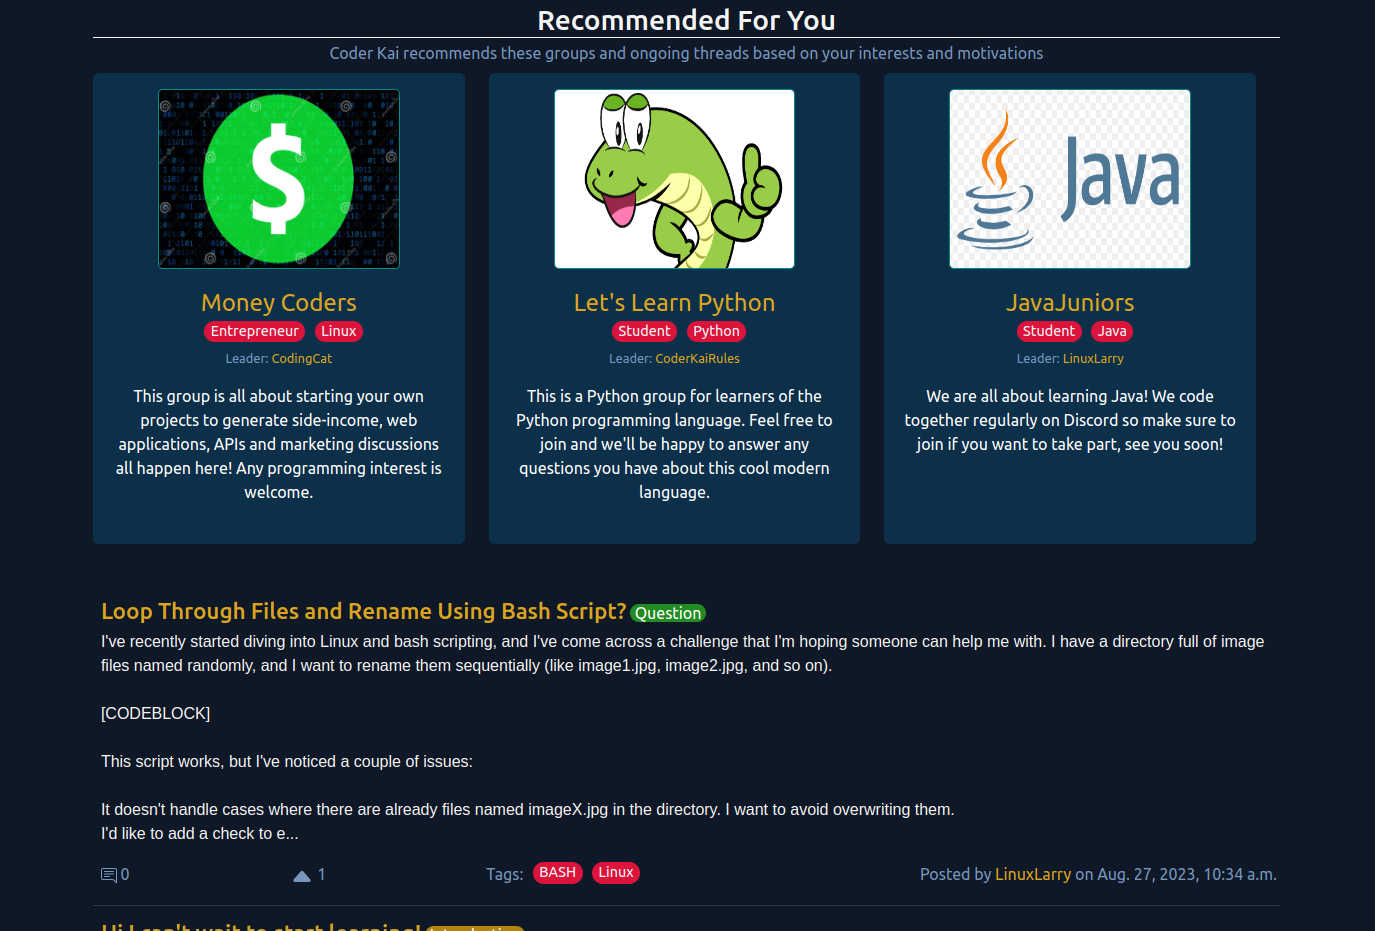 Recommended For You
Coder Kai recommends these groups and ongoing threads based on your interests and motivations
$
Java
Money Coders
Entrepreneur Linux
Leader: CodingCat
This group is all about starting your own
projects to generate side-income, web
applications, APIs and marketing discussions
all happen here! Any programming interest is
welcome.
Let's Learn Python
Student Python
Leader: CoderKaiRules
This is a Python group for learners of the
Python programming language. Feel free to
join and we'll be happy to answer any
questions you have about this cool modern
language.
JavaJuniors
Student Java
Leader: LinuxLarry
We are all about learning Java! We code
together regularly on Discord so make sure to
join if you want to take part, see you soon!
Loop Through Files and Rename Using Bash Script? Question
I've recently started diving into Linux and bash scripting, and I've come across a challenge that I'm hoping someone can help me with. I have a directory full of image
files named randomly, and I want to rename them sequentially (like image1.jpg, image2.jpg, and so on).
[CODEBLOCK]
This script works, but I've noticed a couple of issues:
It doesn't handle cases where there are already files named imageX.jpg in the directory. I want to avoid overwriting them.
I'd like to add a check to e...
0 1 Tags: BASH Linux Posted by LinuxLarry on Aug. 27, 2023, 10:34 a.m.
Hi I can't wait to start learning! Introduction